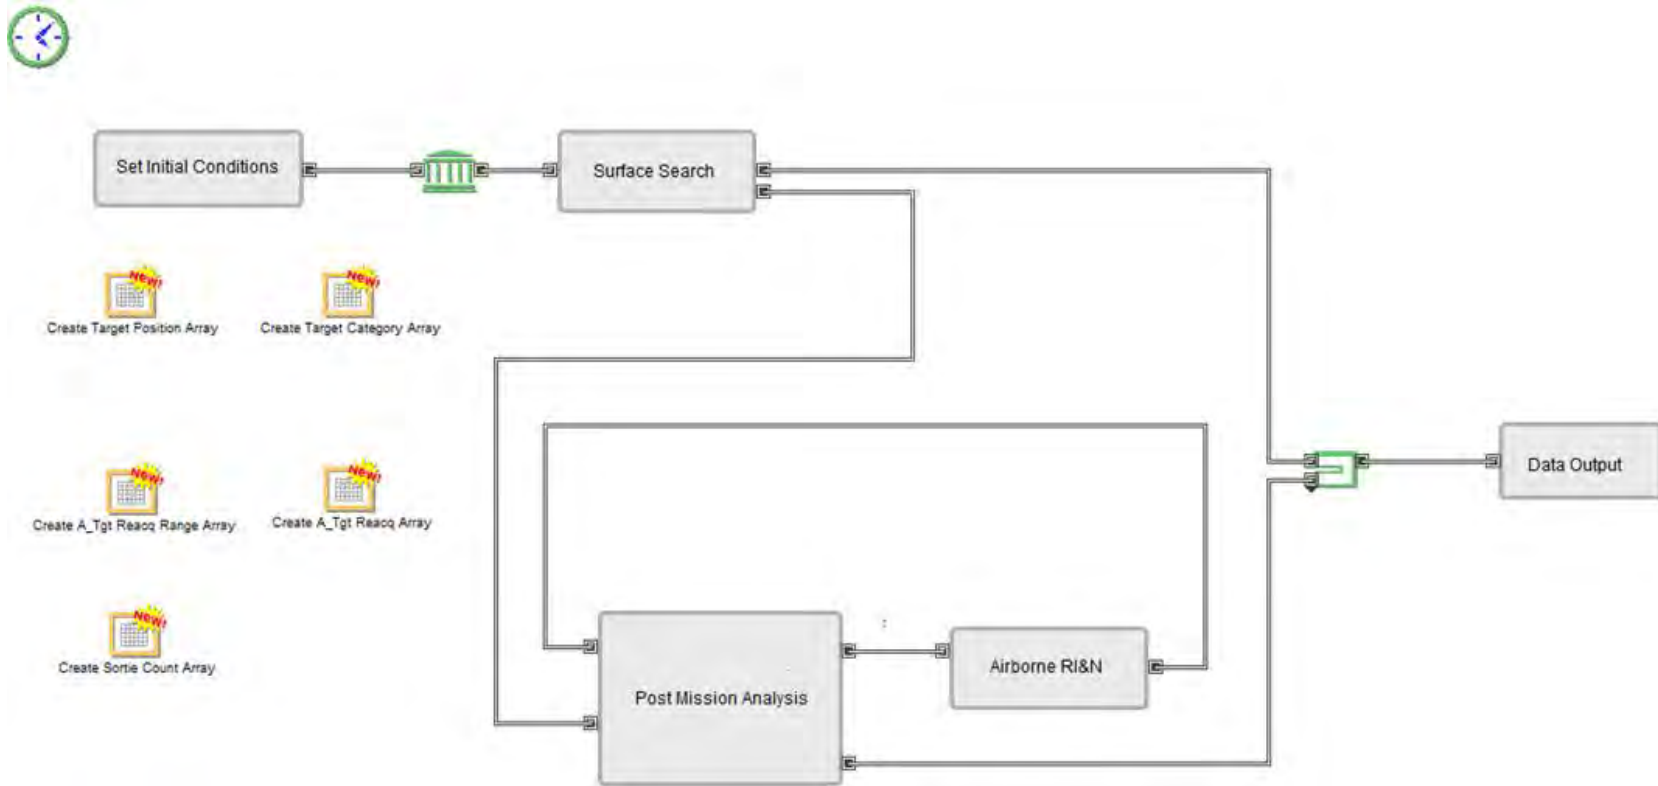 Set Initial Conditions
Surface Search
New!
New!
Create Target Position Array
Create Target Category Array
Data Output
New!
New!
Create A_Tgt Reacq Range Array
Create A_Tgt Reacq Array
New!
Create Sortie Count Array
Airborne RI&N
Post Mission Analysis